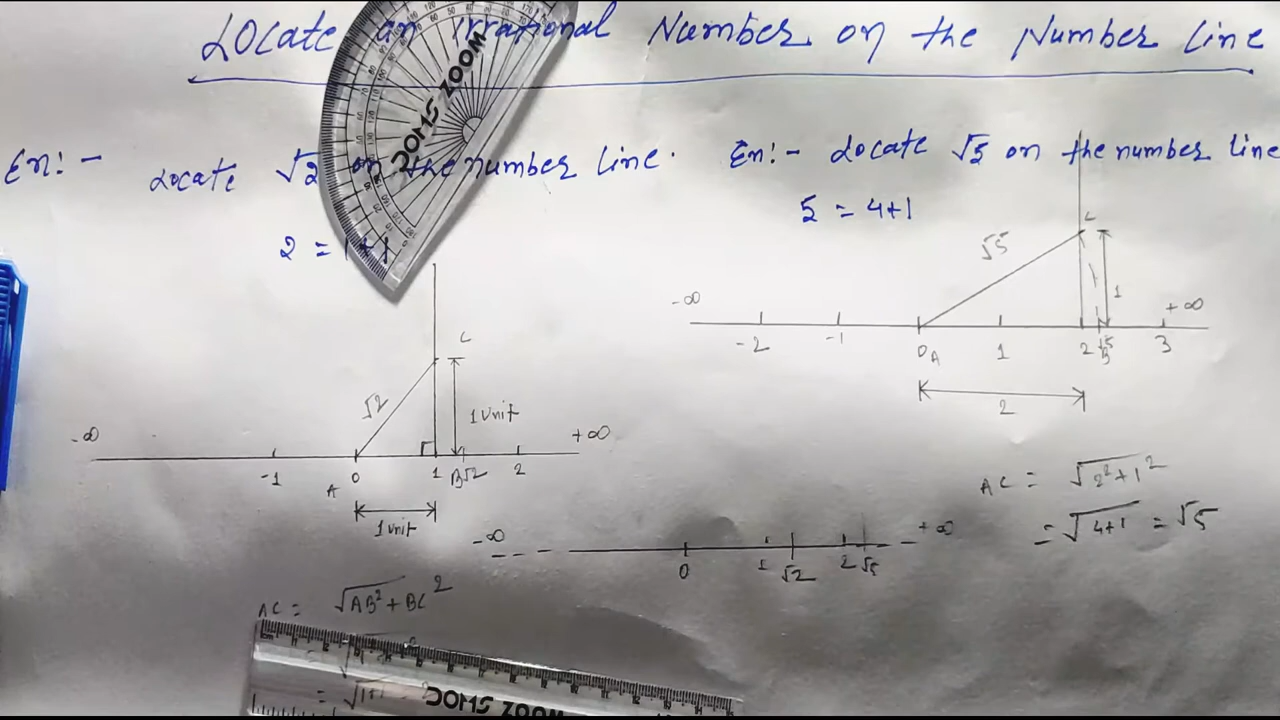 Locate an Irrational Number on the Number Line
Ex:- Locate √2 on the number line.
2 = 1+1
C
√2
1 Unit
-∞ +∞
-1 0 1 B √2 2
A
1 Unit
AC = √AB² + BC²
= √1+1
DOMS ZOOM
Ex:- Locate √5 on the number line
5 = 4+1
C
√5
1
-∞ +∞
-2 -1 0 A 1 2 √5 3
B
2
AC = √2²+1²
= √4+1 = √5
-∞ +∞
0 1 √2 2 √5
DOMS ZOOM